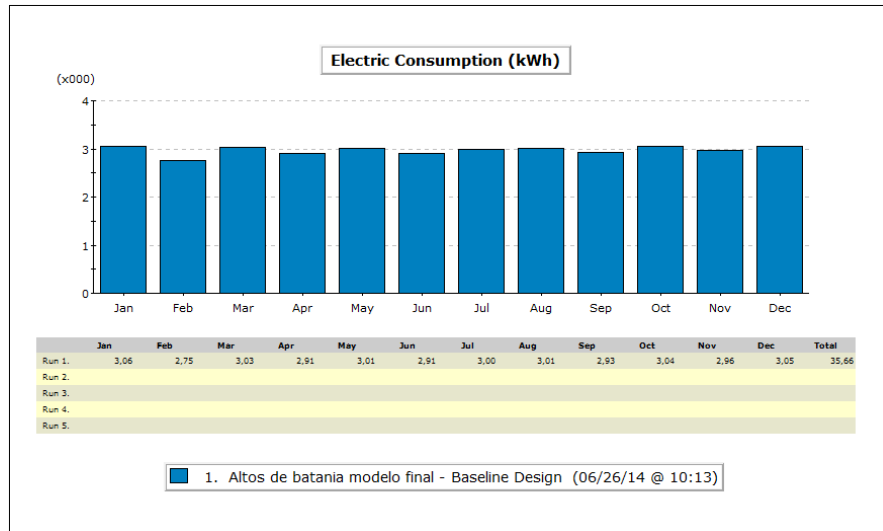 Electric Consumption (kWh)
(x000)
4
3
2
1
0
Jan Feb Mar Apr May Jun Jul Aug Sep Oct Nov Dec
Jan Feb Mar Apr May Jun Jul Aug Sep Oct Nov Dec Total
Run 1. 3,06 2,75 3,03 2,91 3,01 2,91 3,00 3,01 2,93 3,04 2,96 3,05 35,66
Run 2.
Run 3.
Run 4.
Run 5.
1. Altos de batania modelo final - Baseline Design (06/26/14 @ 10:13)